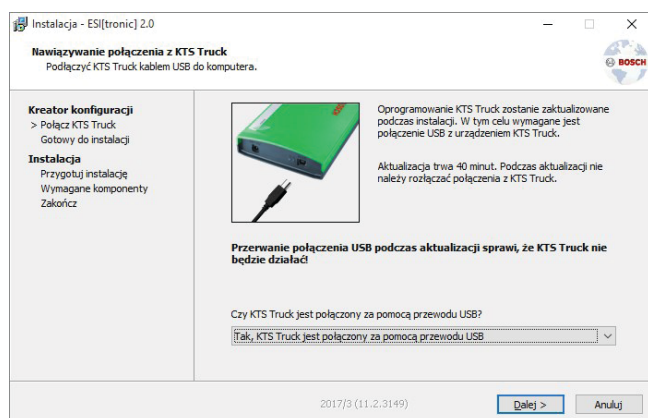 Instalacja - ESI[tronic] 2.0
Nawiązywanie połączenia z KTS Truck
Podłączyć KTS Truck kablem USB do komputera.
BOSCH
Kreator konfiguracji
> Połącz KTS Truck
Gotowy do instalacji
Instalacja
Przygotuj instalację
Wymagane komponenty
Zakończ
Oprogramowanie KTS Truck zostanie zaktualizowane
podczas instalacji. W tym celu wymagane jest
połączenie USB z urządzeniem KTS Truck.
Aktualizacja trwa 40 minut. Podczas aktualizacji nie
należy rozłączać połączenia z KTS Truck.
Przerwanie połączenia USB podczas aktualizacji sprawi, że KTS Truck nie
będzie działać!
Czy KTS Truck jest połączony za pomocą przewodu USB?
Tak, KTS Truck jest połączony za pomocą przewodu USB
2017/3 (11.2.3149)
Dalej >
Anuluj